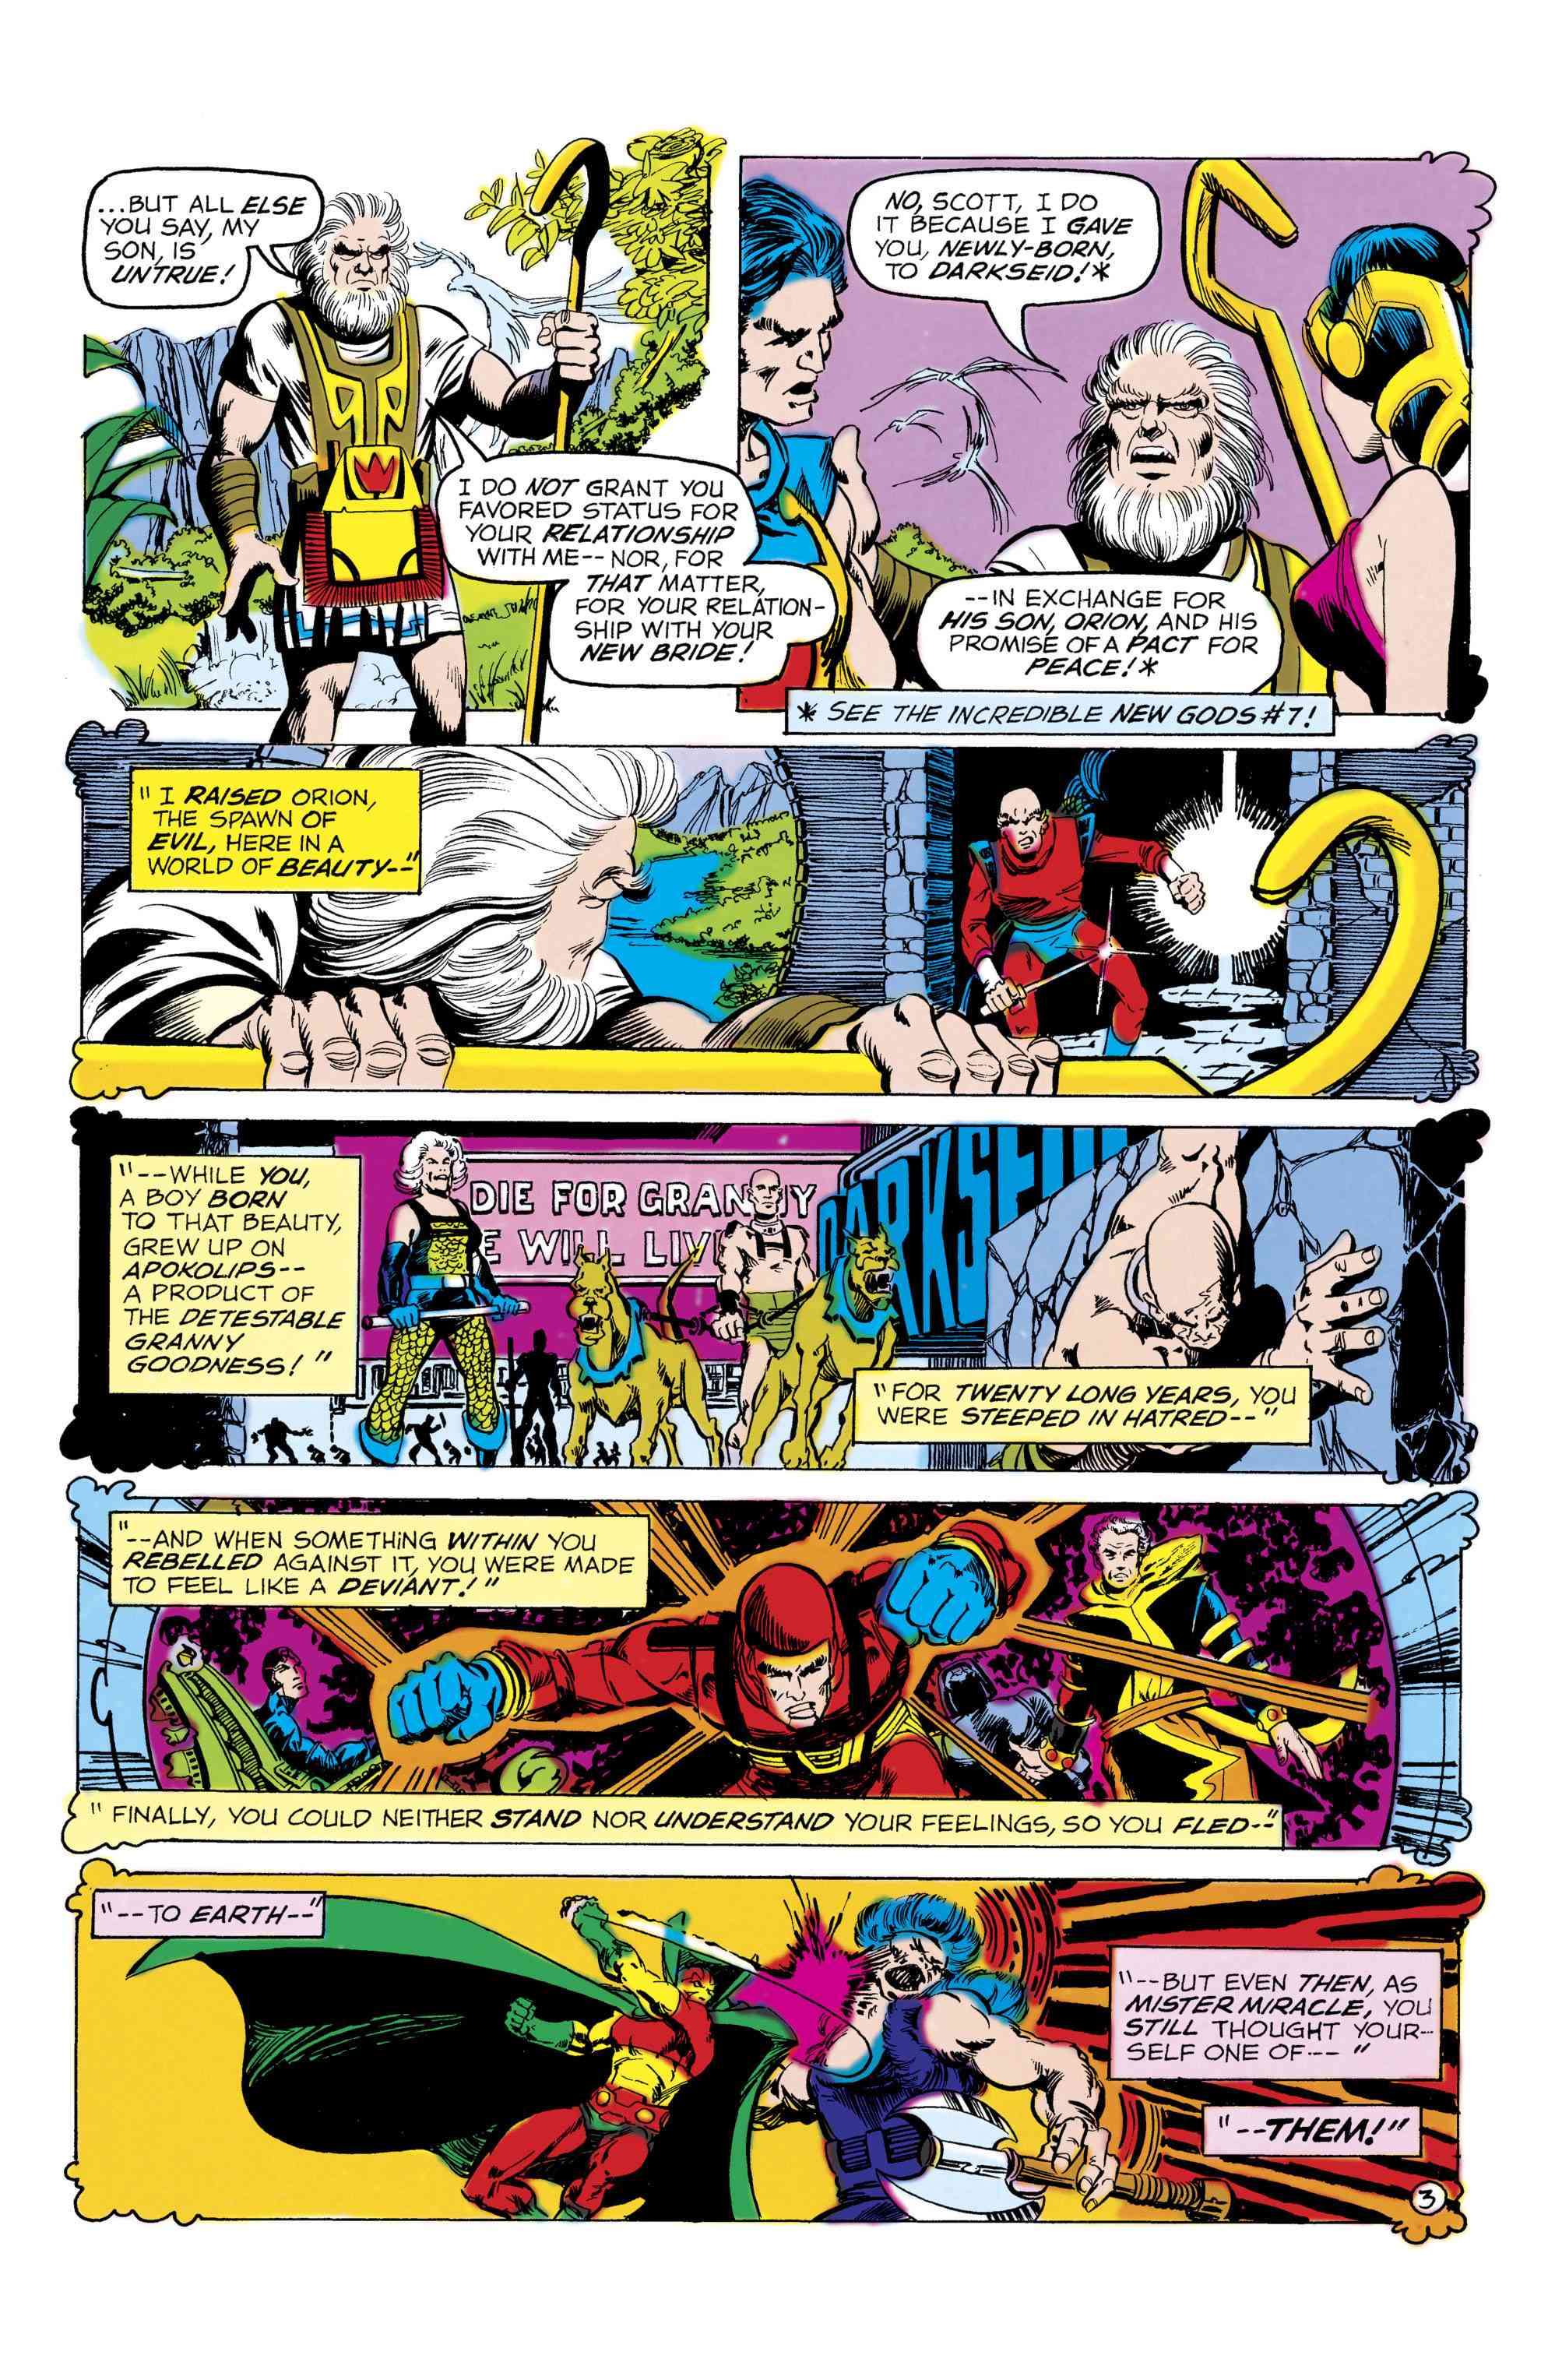 ...BUT ALL ELSE
YOU SAY, MY
SON, IS
UNTRUE!
I DO NOT GRANT YOU
FAVORED STATUS FOR
YOUR RELATIONSHIP
WITH ME-- NOR, FOR
THAT MATTER,
FOR YOUR RELATION-
SHIP WITH YOUR
NEW BRIDE!
NO, SCOTT, I DO
IT BECAUSE I GAVE
YOU, NEWLY-BORN,
TO DARKSEID!*
--IN EXCHANGE FOR
HIS SON, ORION, AND HIS
PROMISE OF A PACT FOR
PEACE!*
* SEE THE INCREDIBLE NEW GODS #7!
"I RAISED ORION,
THE SPAWN OF
EVIL, HERE IN A
WORLD OF BEAUTY--"
"--WHILE YOU,
A BOY BORN
TO THAT BEAUTY,
GREW UP ON
APOKOLIPS--
A PRODUCT OF
THE DETESTABLE
GRANNY
GOODNESS!"
DIE FOR GRANNY
E WILL LIV
DARKSEID
"FOR TWENTY LONG YEARS, YOU
WERE STEEPED IN HATRED--"
"--AND WHEN SOMETHING WITHIN YOU
REBELLED AGAINST IT, YOU WERE MADE
TO FEEL LIKE A DEVIANT!"
"FINALLY, YOU COULD NEITHER STAND NOR UNDERSTAND YOUR FEELINGS, SO YOU FLED--"
"--TO EARTH--"
"--BUT EVEN THEN, AS
MISTER MIRACLE, YOU
STILL THOUGHT YOUR-
SELF ONE OF-- "
"--THEM!"
3